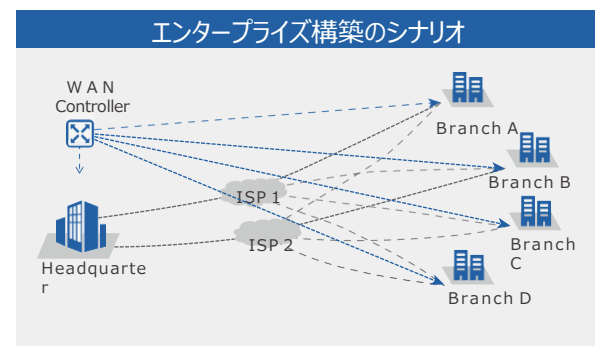 エンタープライズ構築のシナリオ
WAN
Controller
Branch A
Branch B
ISP 1
ISP 2
Branch
C
Headquarte
r
Branch D